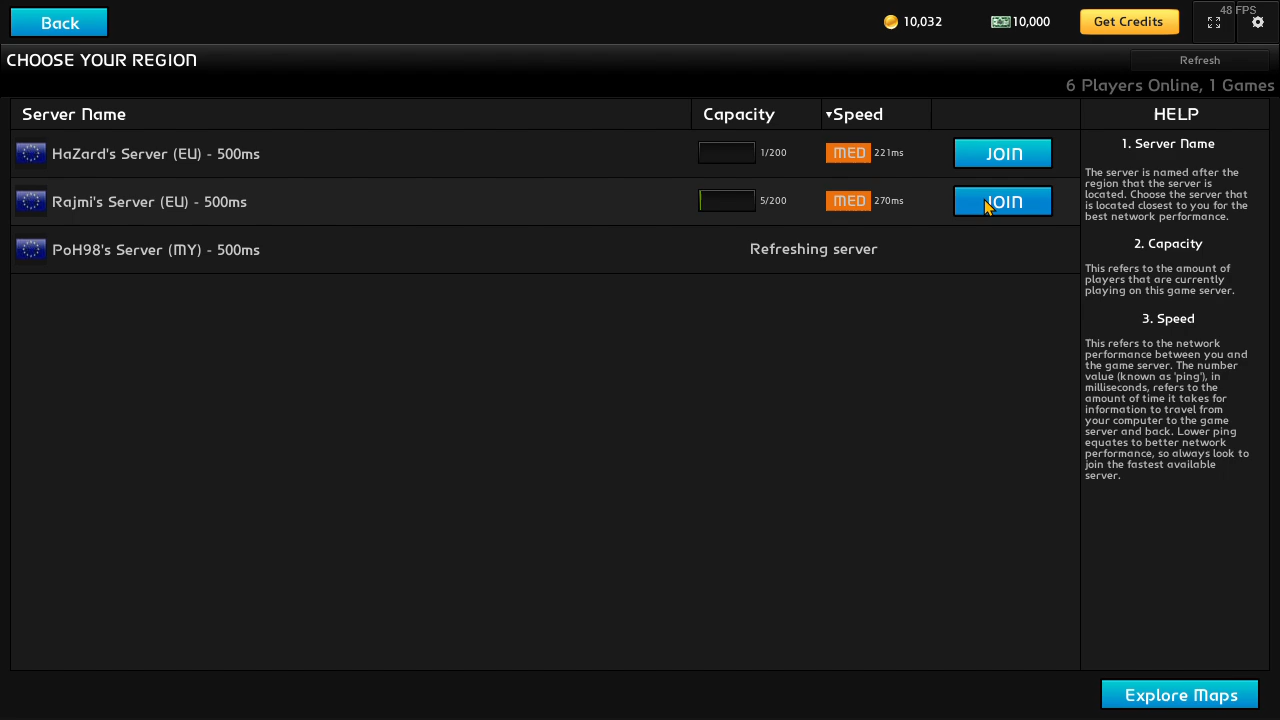 Back
10,032
10,000
Get Credits
48 FPS
CHOOSE YOUR REGION
Refresh
6 Players Online, 1 Games
Server Name
Capacity
▾Speed
HaZard's Server (EU) - 500ms
1/200
MED 221ms
JOIN
Rajmi's Server (EU) - 500ms
5/200
MED 270ms
JOIN
PoH98's Server (MY) - 500ms
Refreshing server
HELP
1. Server Name
The server is named after the
region that the server is
located. Choose the server that
is located closest to you for the
best network performance.
2. Capacity
This refers to the amount of
players that are currently
playing on this game server.
3. Speed
This refers to the network
performance between you and
the game server. The number
value (known as 'ping'), in
milliseconds, refers to the
amount of time it takes for
information to travel from
your computer to the game
server and back. Lower ping
equates to better network
performance, so always look to
join the fastest available
server.
Explore Maps